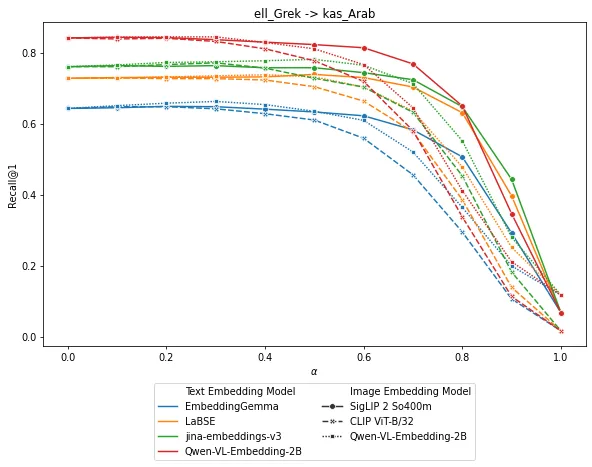 ell_Grek -> kas_Arab
Recall@1
0.8
0.6
0.4
0.2
0.0
0.0 0.2 0.4 0.6 0.8 1.0
α
Text Embedding Model Image Embedding Model
EmbeddingGemma SigLIP 2 So400m
LaBSE CLIP ViT-B/32
jina-embeddings-v3 Qwen-VL-Embedding-2B
Qwen-VL-Embedding-2B